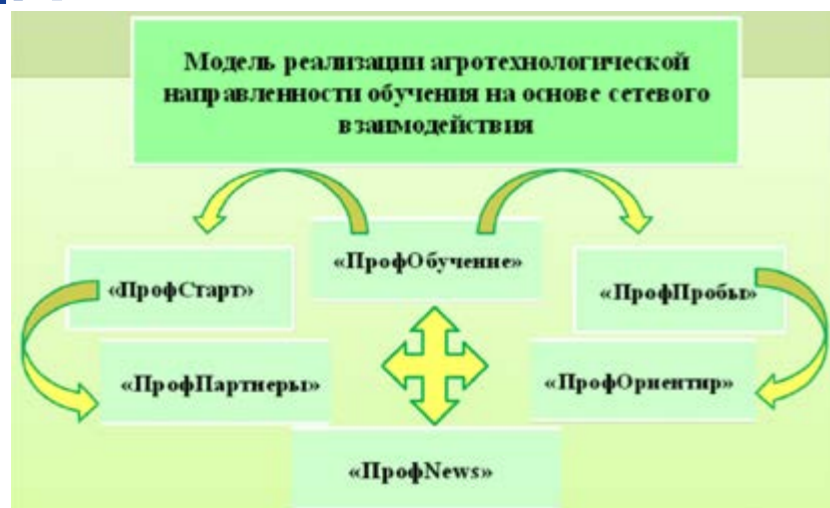 Модель реализации агротехнологической
направленности обучения на основе сетевого
взаимодействия
«ПрофОбучение»
«ПрофСтарт»
«ПрофПробы»
«ПрофПартнеры»
«ПрофОриентир»
«ПрофNews»